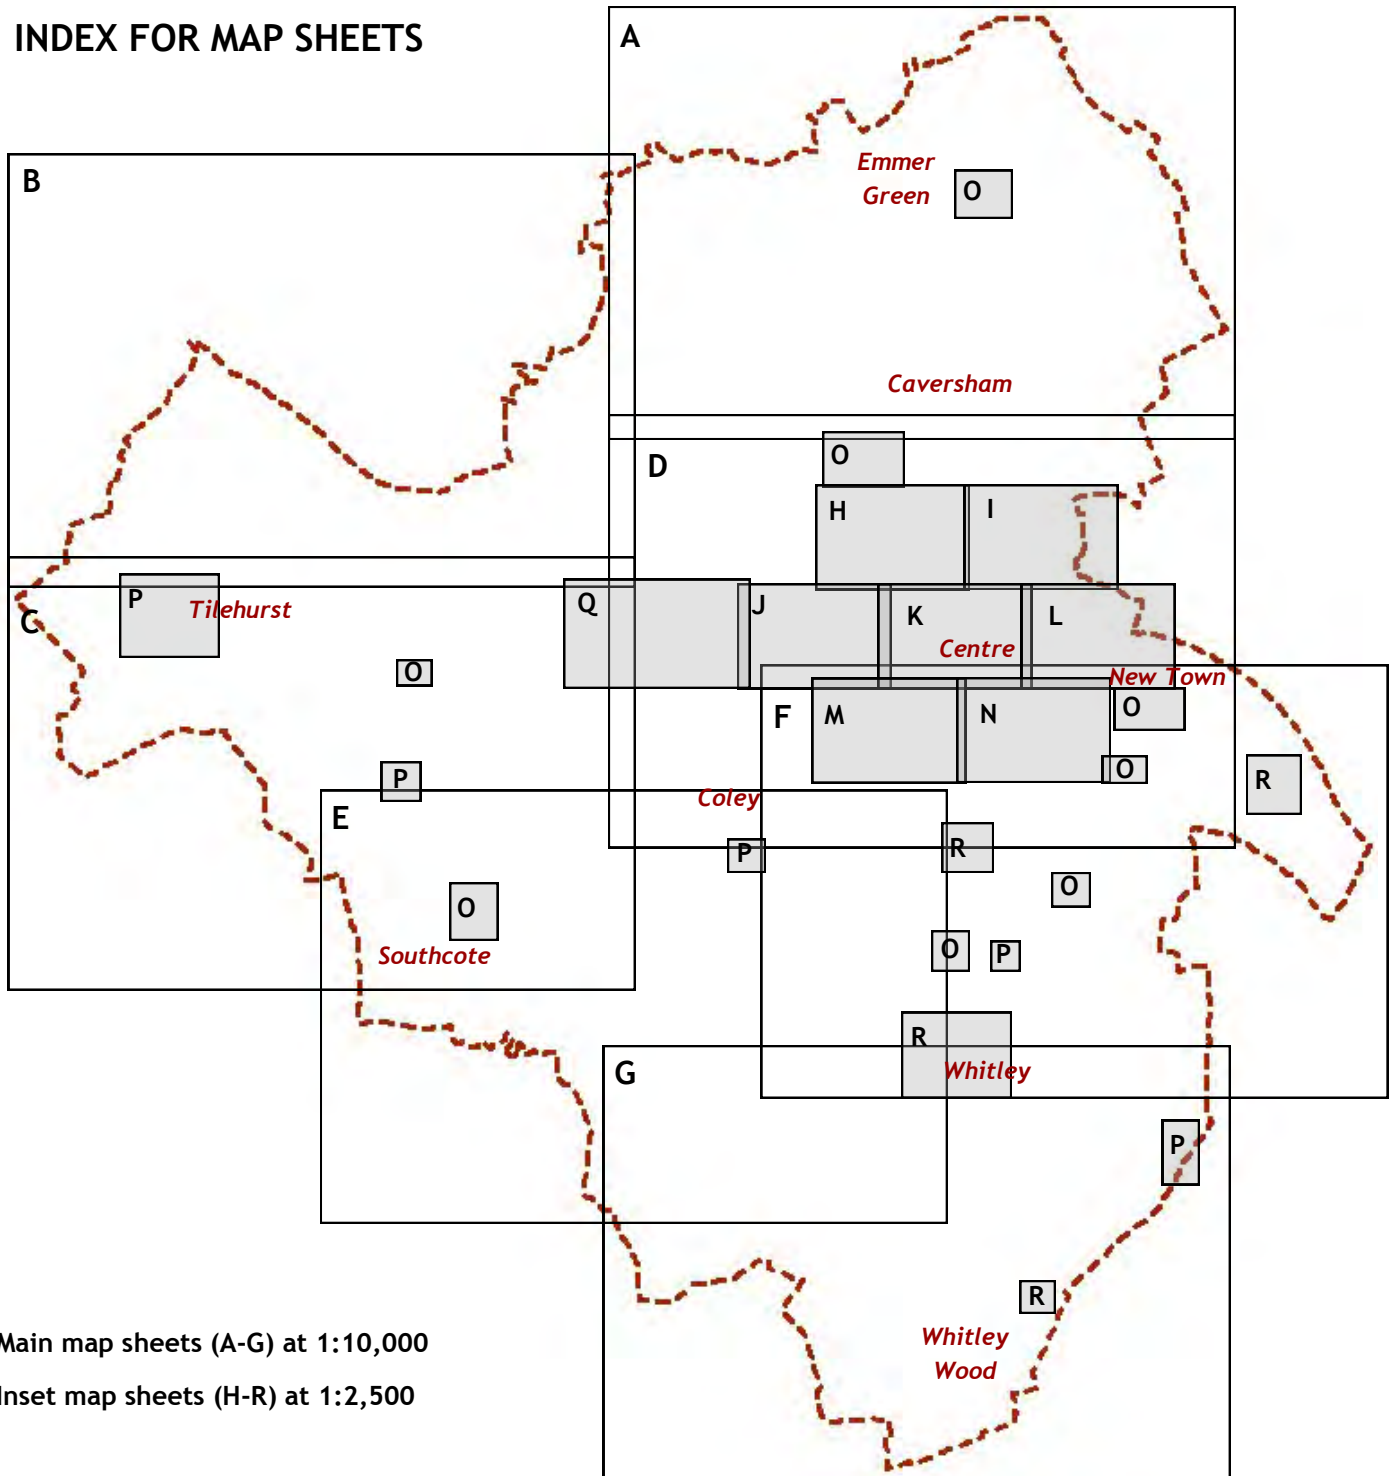 INDEX FOR MAP SHEETS
A
B
Emmer
Green
O
Caversham
O
D
H
I
P
Tilehurst
C
Q
J
K
L
Centre
O
New Town
F
M
N
O
O
P
R
Coley
E
P
R
O
O
Southcote
O
P
R
G
Whitley
P
R
Whitley
Wood
Main map sheets (A-G) at 1:10,000
Inset map sheets (H-R) at 1:2,500